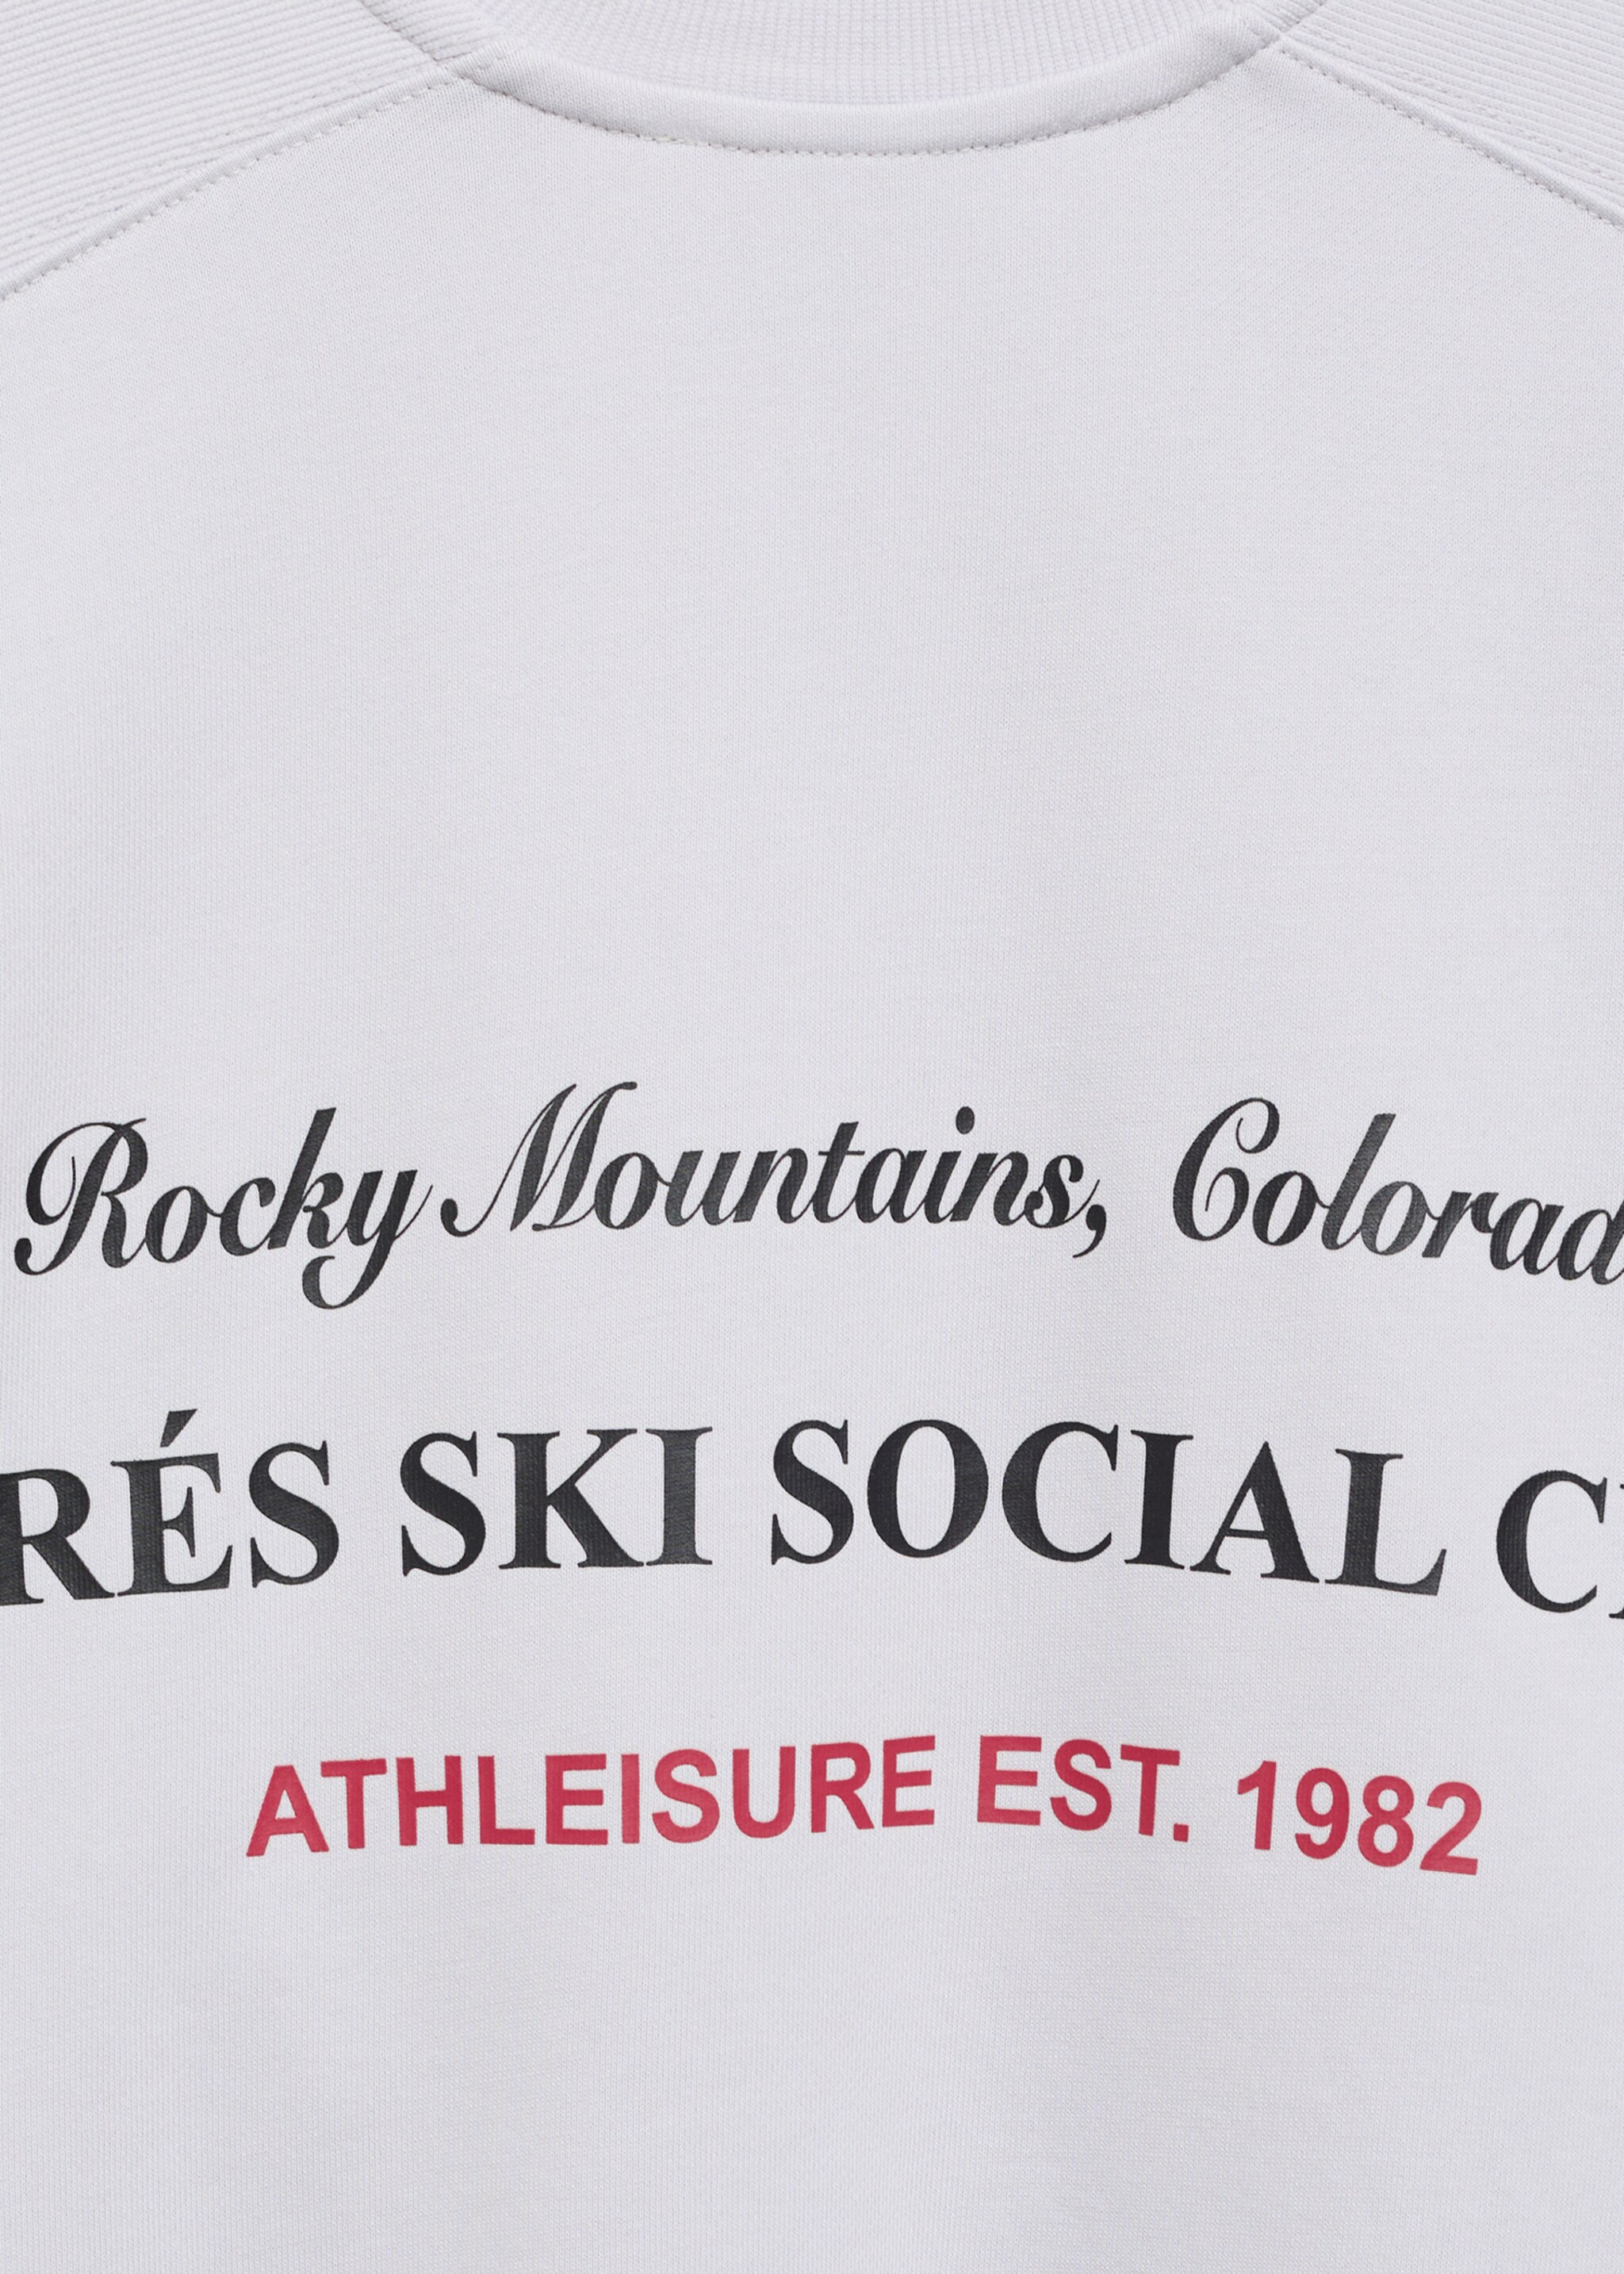 Rocky Mountains, Colorad
RÉS SKI SOCIAL C
ATHLEISURE EST. 1982